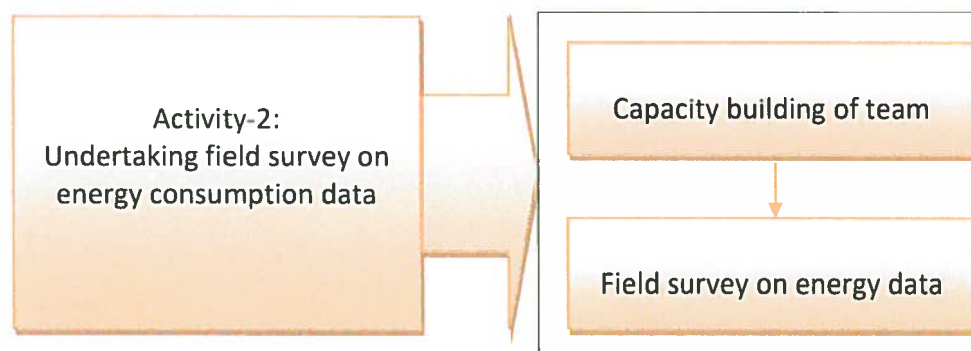 Activity-2:
Undertaking field survey on
energy consumption data
Capacity building of team
Field survey on energy data